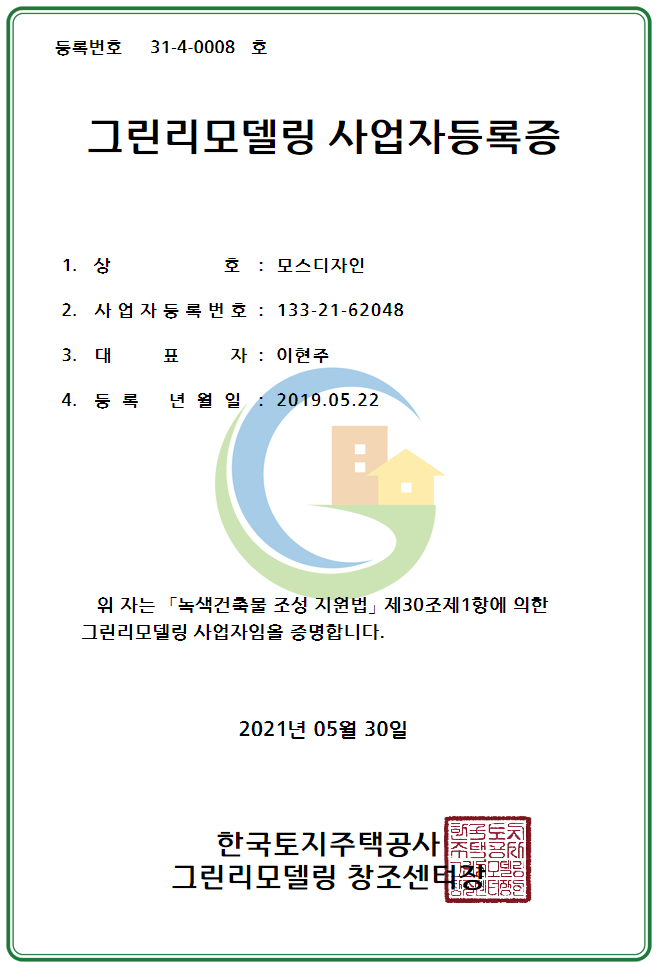 등록번호 31-4-0008 호
그린리모델링 사업자등록증
1. 상 호 : 모스디자인
2. 사업자등록번호 : 133-21-62048
3. 대 표 자 : 이현주
4. 등 록 년 월 일 : 2019.05.22
위 자는 「녹색건축물 조성 지원법」 제30조제1항에 의한
그린리모델링 사업자임을 증명합니다.
2021년 05월 30일
한국토지주택공사
그린리모델링 창조센터장
한국토지
주택공사
그린리모델링